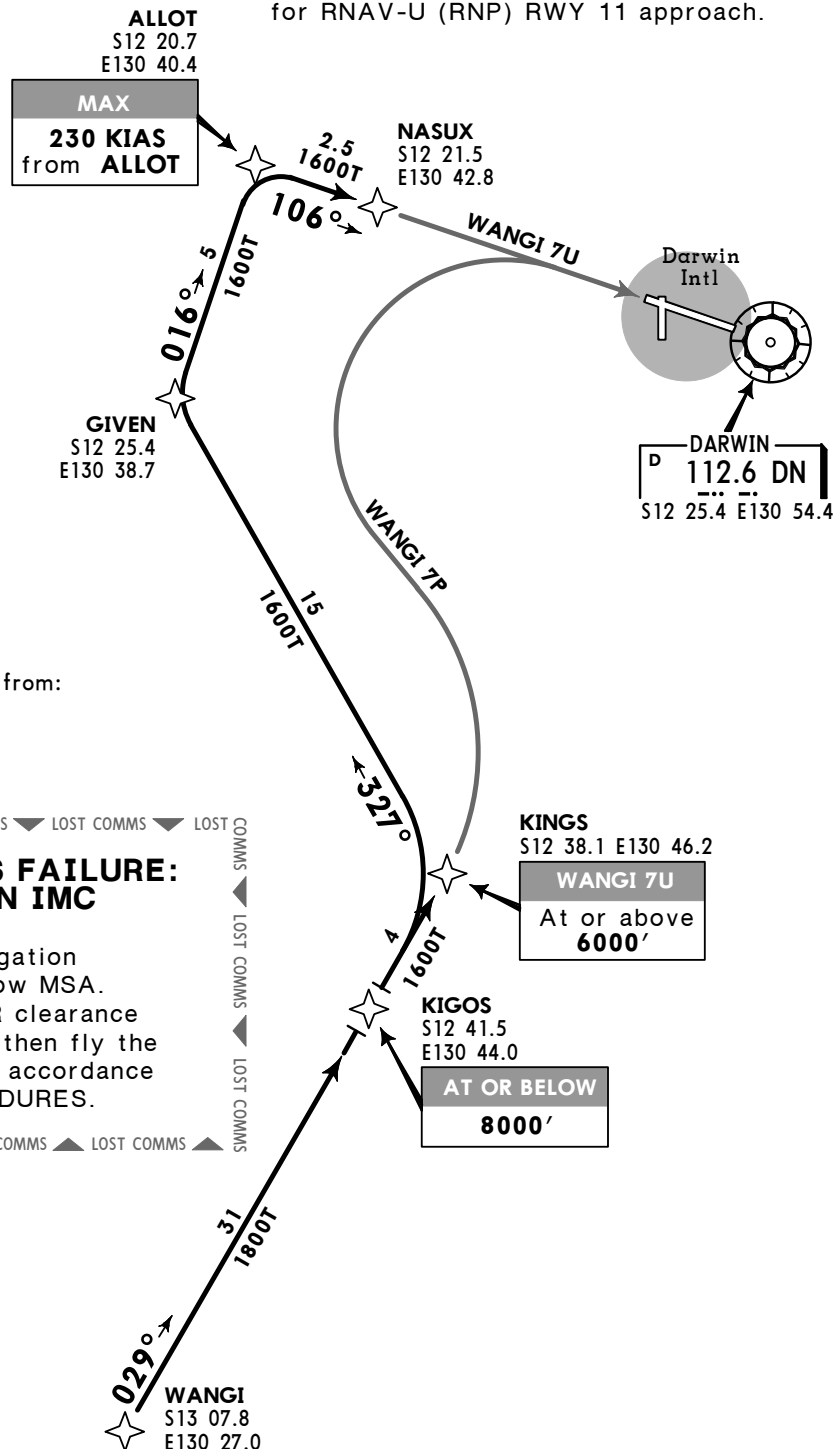 for RNAV-U (RNP) RWY 11 approach.
ALLOT
S12 20.7
E130 40.4
MAX
230 KIAS
from ALLOT
2.5
1600T
NASUX
S12 21.5
E130 42.8
106°
WANGI 7U
Darwin
Intl
016°
5
1600T
GIVEN
S12 25.4
E130 38.7
DARWIN
D 112.6 DN
S12 25.4 E130 54.4
WANGI 7P
15
1600T
from:
327°
S LOST COMMS LOST COMMS LOST COMMS LOST COMMS
S FAILURE:
N IMC
gation
ow MSA.
R clearance
then fly the
accordance
DURES.
COMMS LOST COMMS
KINGS
S12 38.1 E130 46.2
WANGI 7U
At or above
6000'
4
1600T
KIGOS
S12 41.5
E130 44.0
AT OR BELOW
8000'
31
1800T
029°
WANGI
S13 07.8
E130 27.0